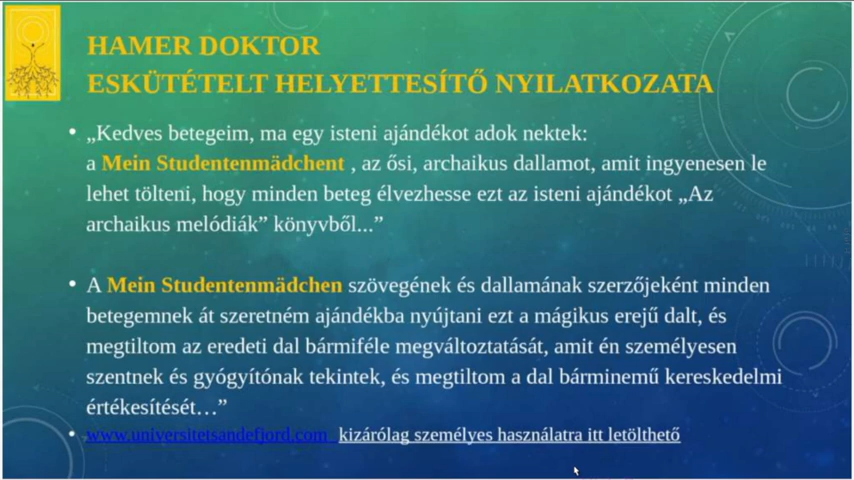 HAMER DOKTOR
ESKÜTÉTELT HELYETTESÍTŐ NYILATKOZATA
• „Kedves betegeim, ma egy isteni ajándékot adok nektek:
a Mein Studentenmädchent , az ősi, archaikus dallamot, amit ingyenesen le
lehet tölteni, hogy minden beteg élvezhesse ezt az isteni ajándékot „Az
archaikus melódiák” könyvből...”
• A Mein Studentenmädchen szövegének és dallamának szerzőjeként minden
betegemnek át szeretném ajándékba nyújtani ezt a mágikus erejű dalt, és
megtiltom az eredeti dal bármiféle megváltoztatását, amit én személyesen
szentnek és gyógyítónak tekintek, és megtiltom a dal bárminemű kereskedelmi
értékesítését…”
• www.universitetsandefjord.com kizárólag személyes használatra itt letölthető